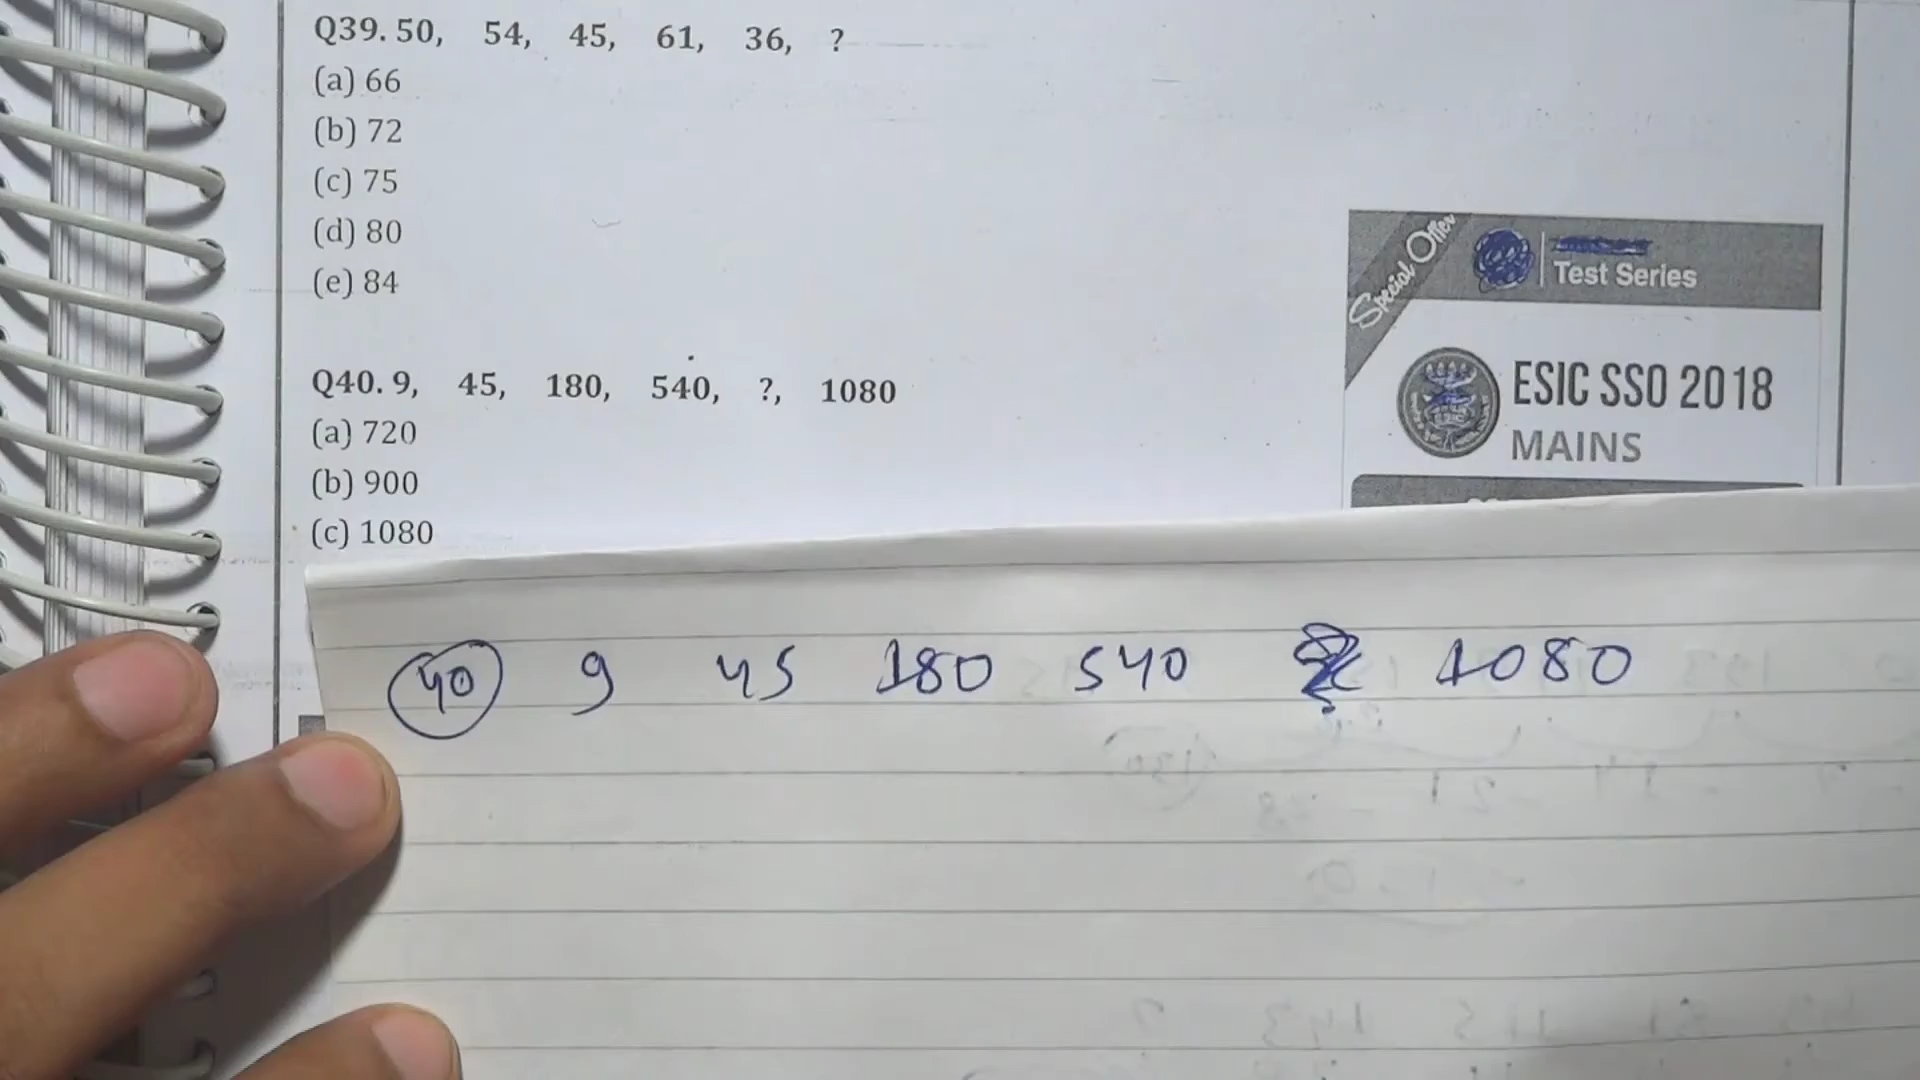 Q39. 50, 54, 45, 61, 36, ?
(a) 66
(b) 72
(c) 75
(d) 80
(e) 84
Special Offer
Test Series
ESIC SSO 2018
MAINS
Q40. 9, 45, 180, 540, ?, 1080
(a) 720
(b) 900
(c) 1080
40 9 45 180 540 ? 1080